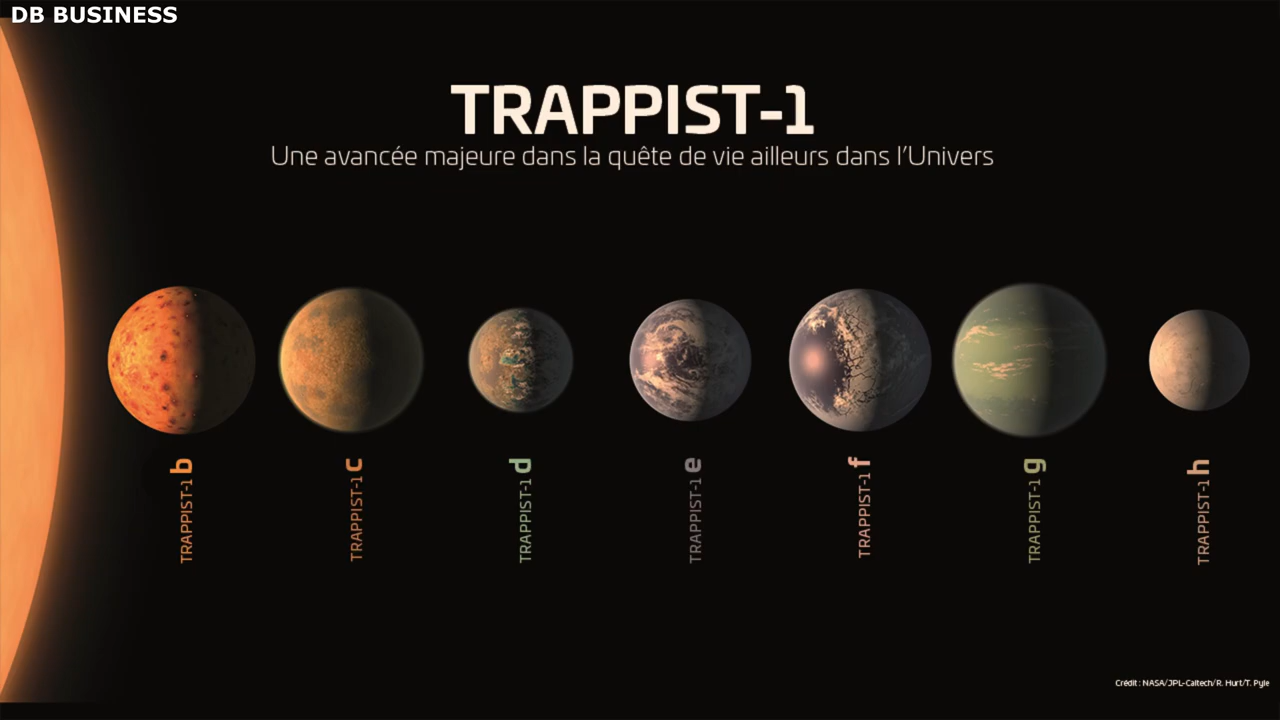 DB BUSINESS
TRAPPIST-1
Une avancée majeure dans la quête de vie ailleurs dans l'Univers
TRAPPIST-1 b
TRAPPIST-1 c
TRAPPIST-1 d
TRAPPIST-1 e
TRAPPIST-1 f
TRAPPIST-1 g
TRAPPIST-1 h
Crédit : NASA/JPL-Caltech/R. Hurt/T. Pyle